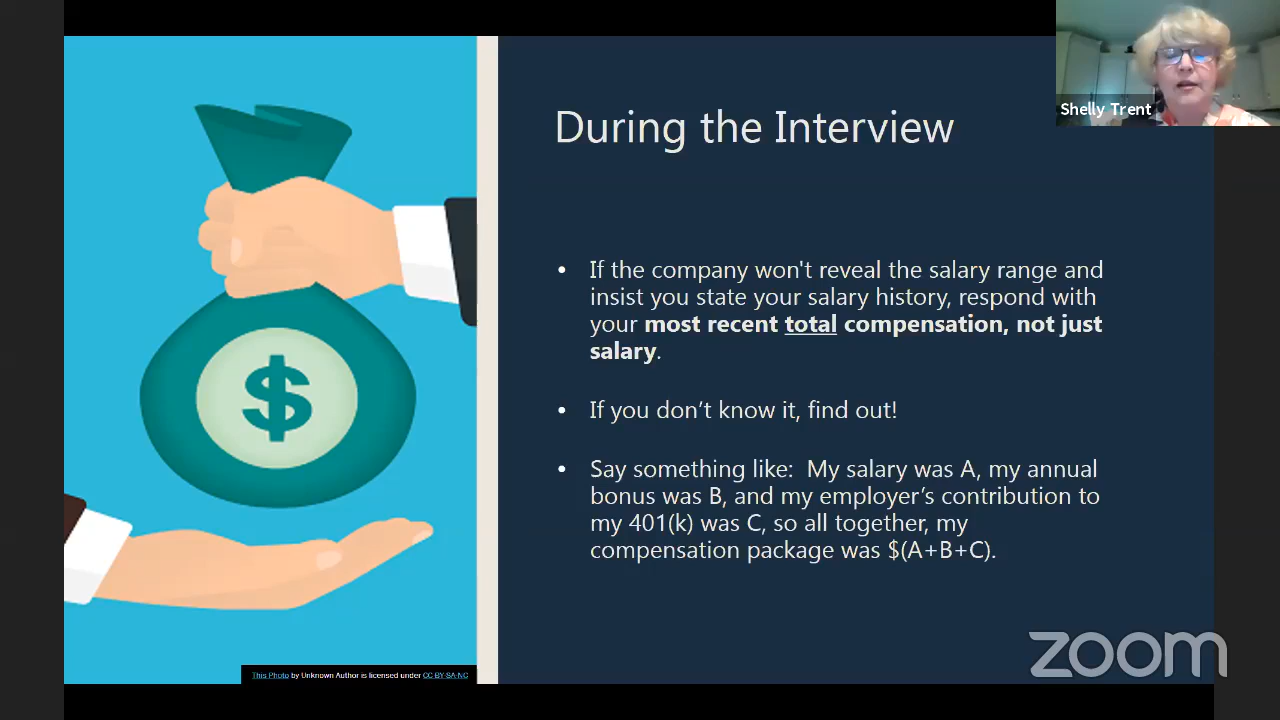 Shelly Trent
During the Interview
• If the company won't reveal the salary range and
insist you state your salary history, respond with
your most recent total compensation, not just
salary.
• If you don’t know it, find out!
• Say something like:  My salary was A, my annual
bonus was B, and my employer’s contribution to
my 401(k) was C, so all together, my
compensation package was $(A+B+C).
$
This Photo by Unknown Author is licensed under CC BY-SA-NC
zoom